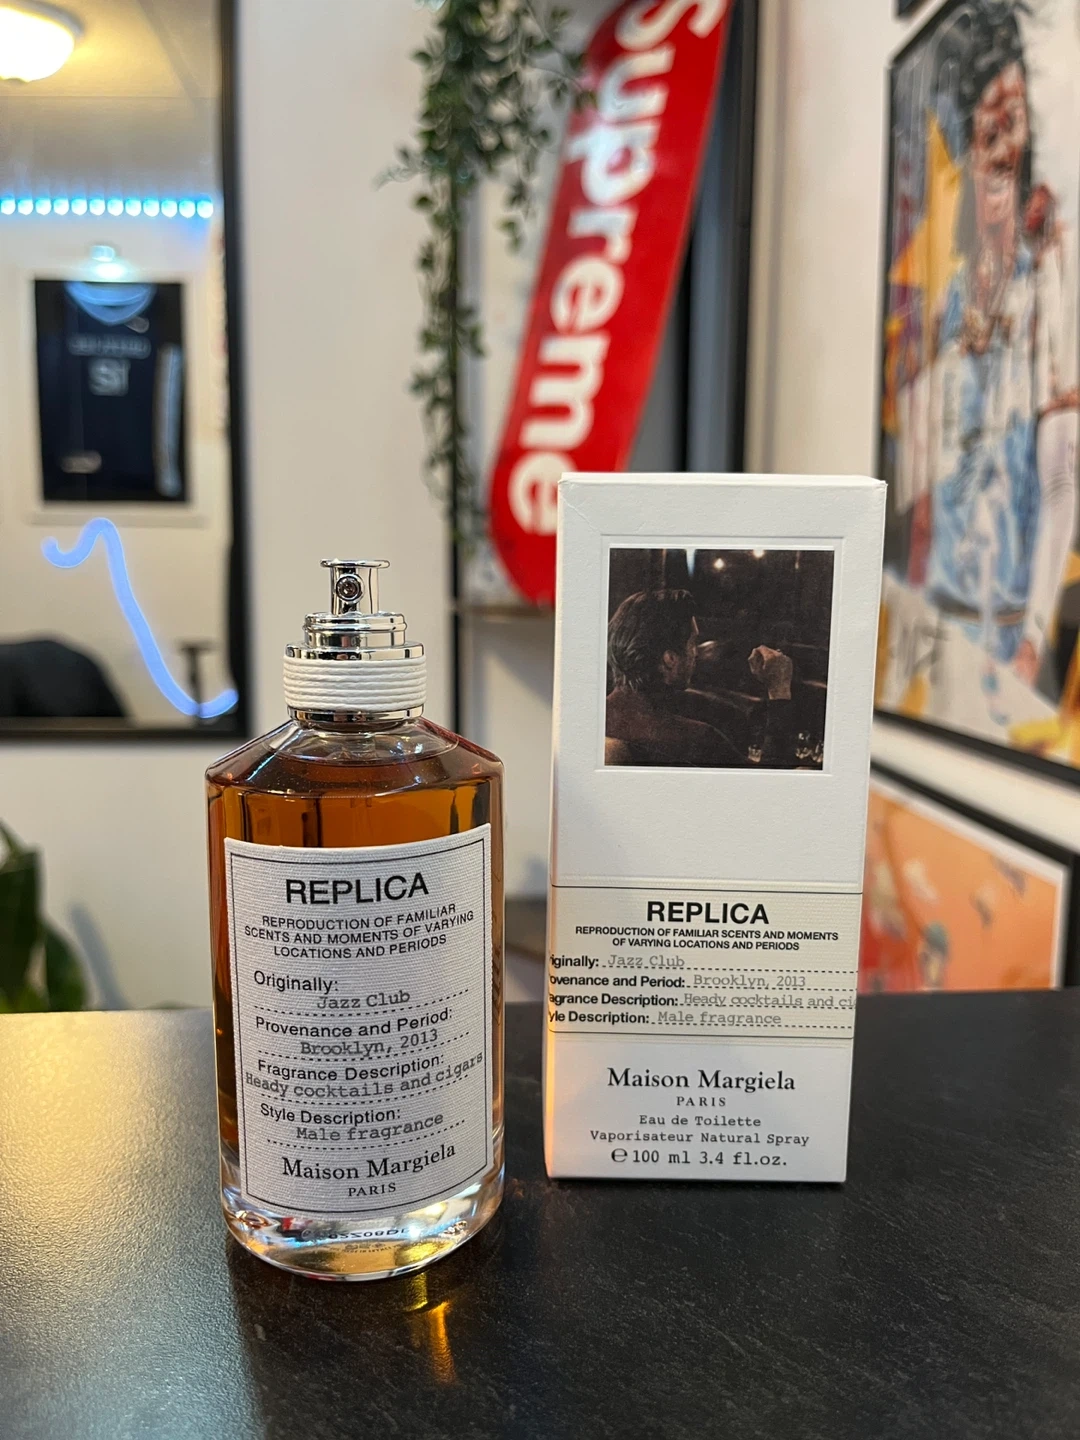 Supreme
REPLICA
REPRODUCTION OF FAMILIAR
SCENTS AND MOMENTS OF VARYING
LOCATIONS AND PERIODS
Originally:
Jazz Club
Provenance and Period:
Brooklyn, 2013
Fragrance Description:
Heady cocktails and cigars
Style Description:
Male fragrance
Maison Margiela
PARIS
REPLICA
REPRODUCTION OF FAMILIAR SCENTS AND MOMENTS
OF VARYING LOCATIONS AND PERIODS
iginally: Jazz Club
ovenance and Period: Brooklyn, 2013
agrance Description: Heady cocktails and ci
yle Description: Male fragrance
Maison Margiela
PARIS
Eau de Toilette
Vaporisateur Natural Spray
℮ 100 ml 3.4 fl.oz.